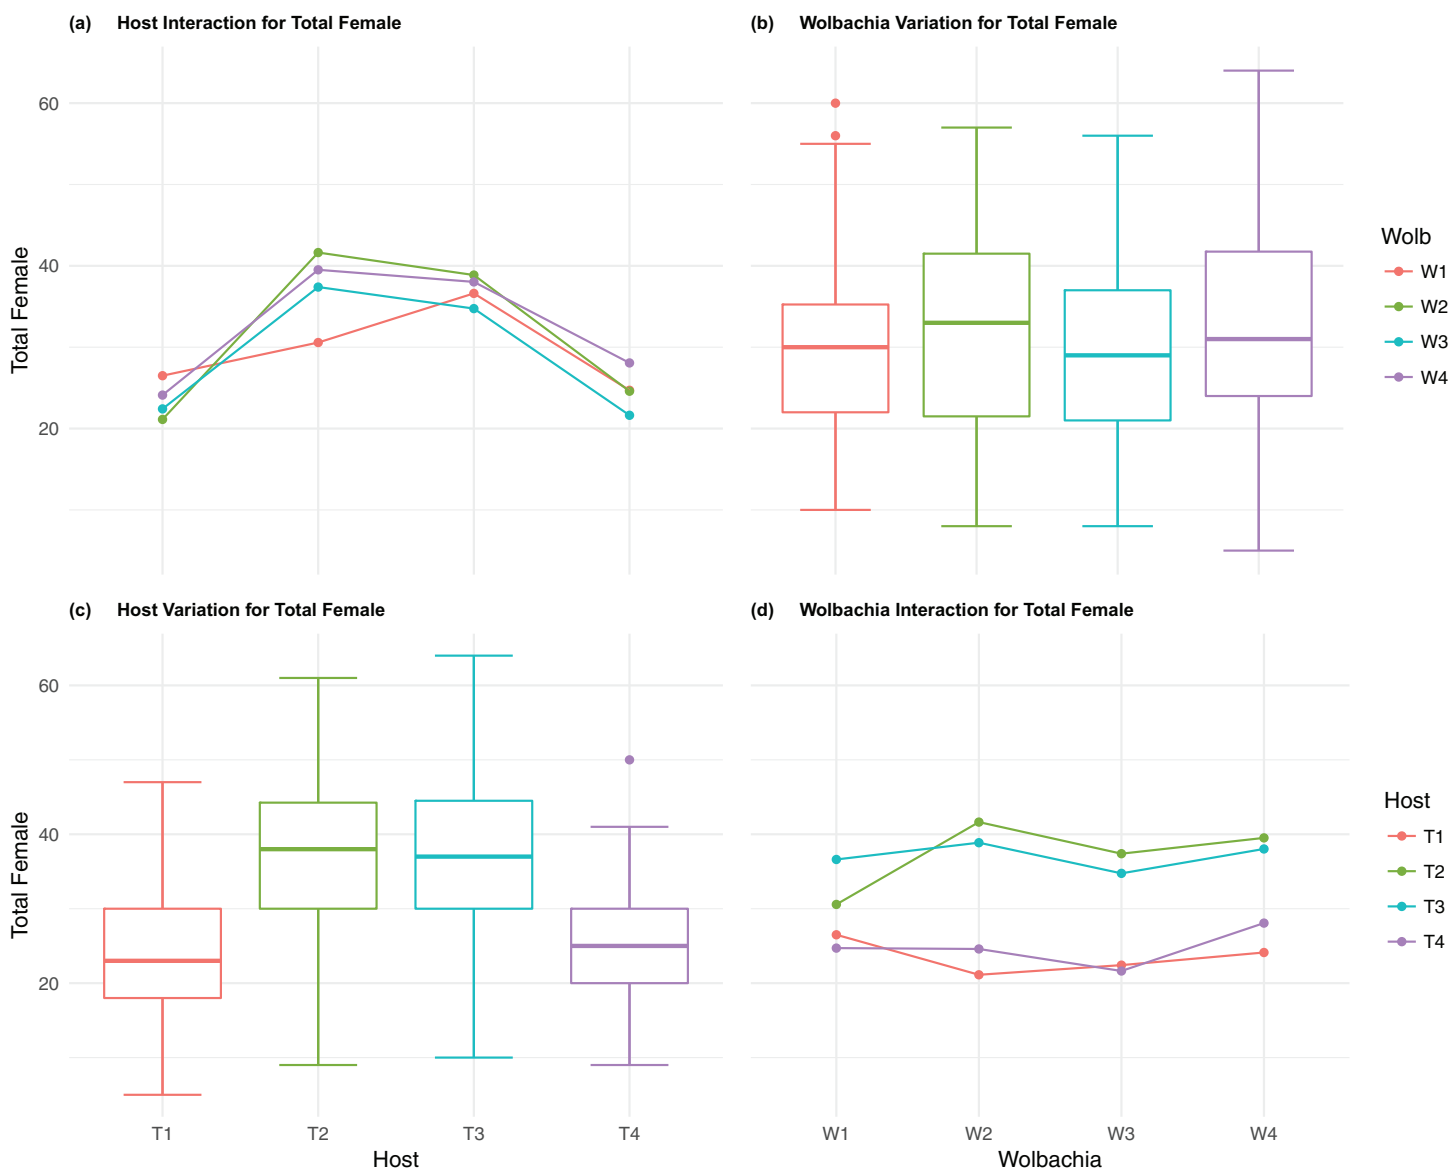 (a) Host Interaction for Total Female
(b) Wolbachia Variation for Total Female
Total Female
60
40
20
Wolb
W1
W2
W3
W4
(c) Host Variation for Total Female
(d) Wolbachia Interaction for Total Female
Total Female
60
40
20
T1 T2 T3 T4
Host
W1 W2 W3 W4
Wolbachia
Host
T1
T2
T3
T4